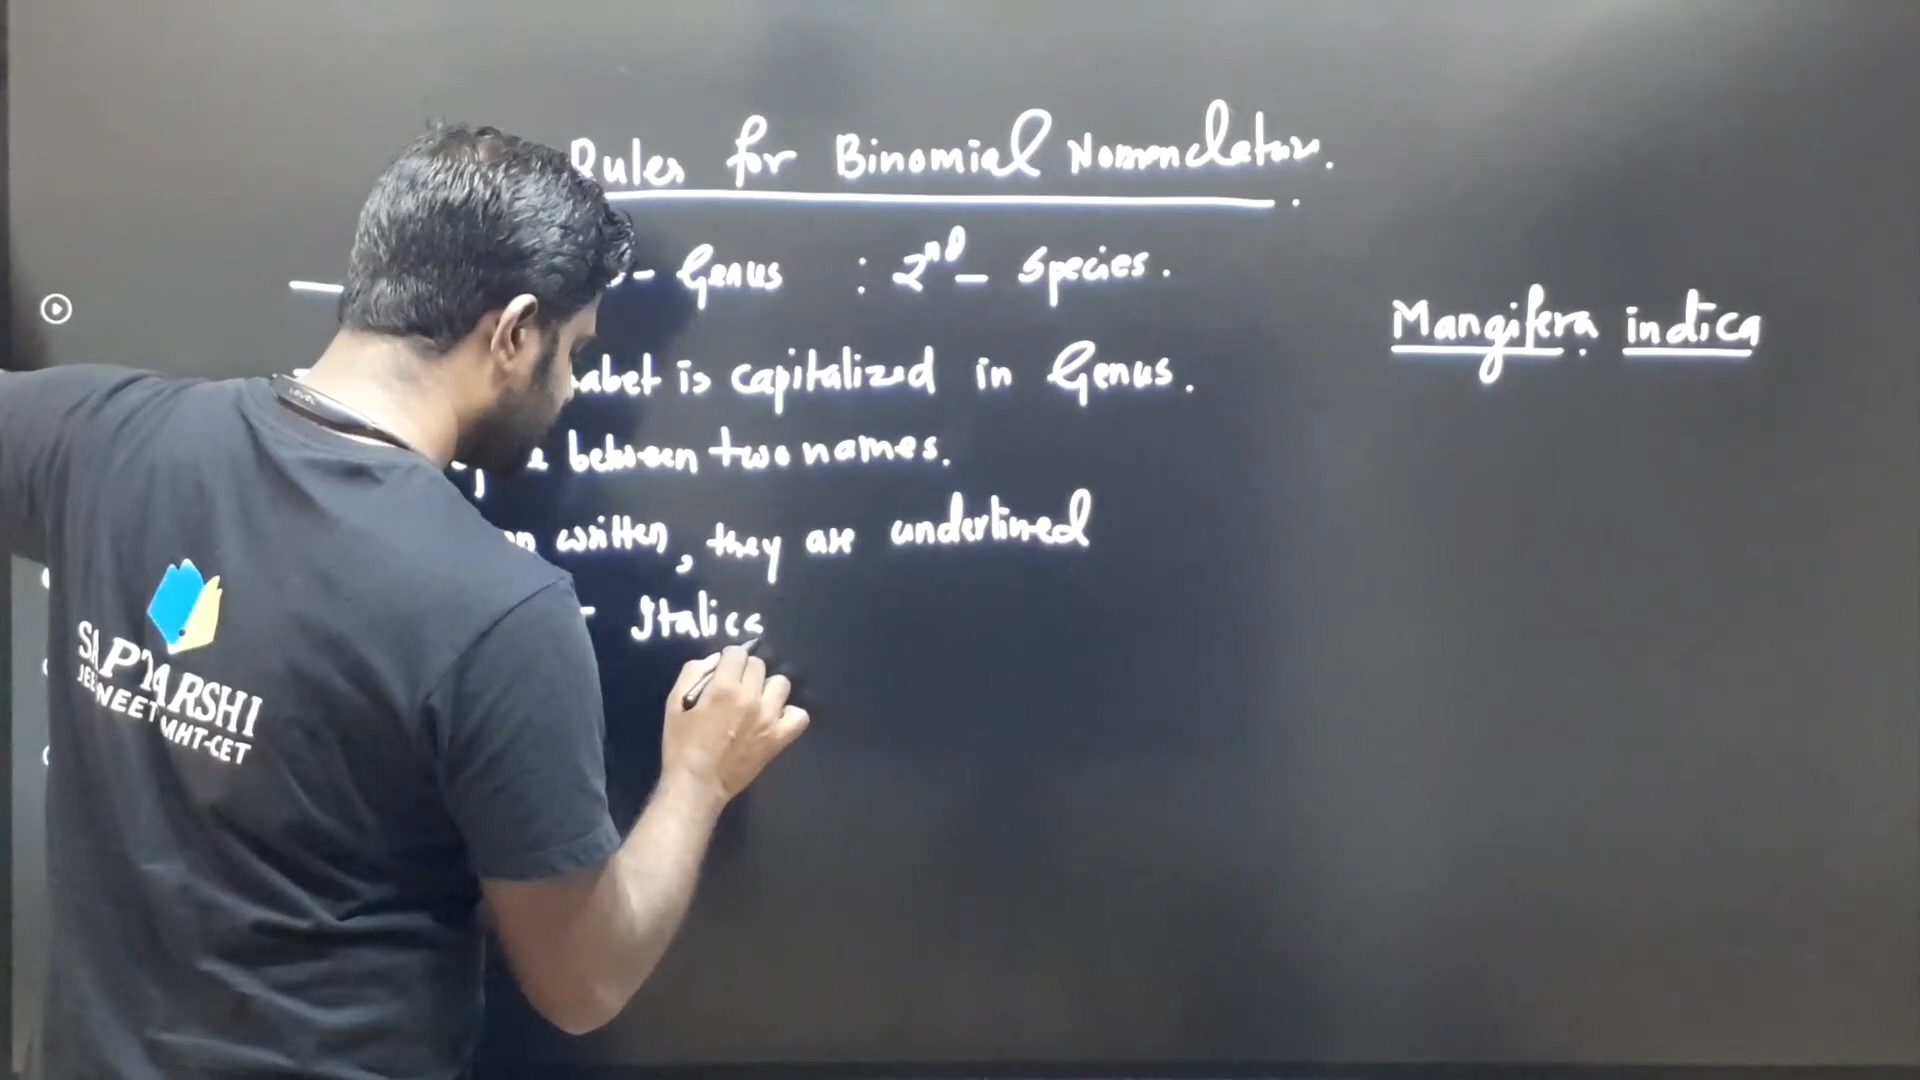 Rules for Binomial Nomenclature.
- Genus : 2nd - Species.
is capitalized in Genus.
between two names.
written, they are underlined
Italics
Mangifera indica
SAPTARSHI
JEE NEET MHT-CET